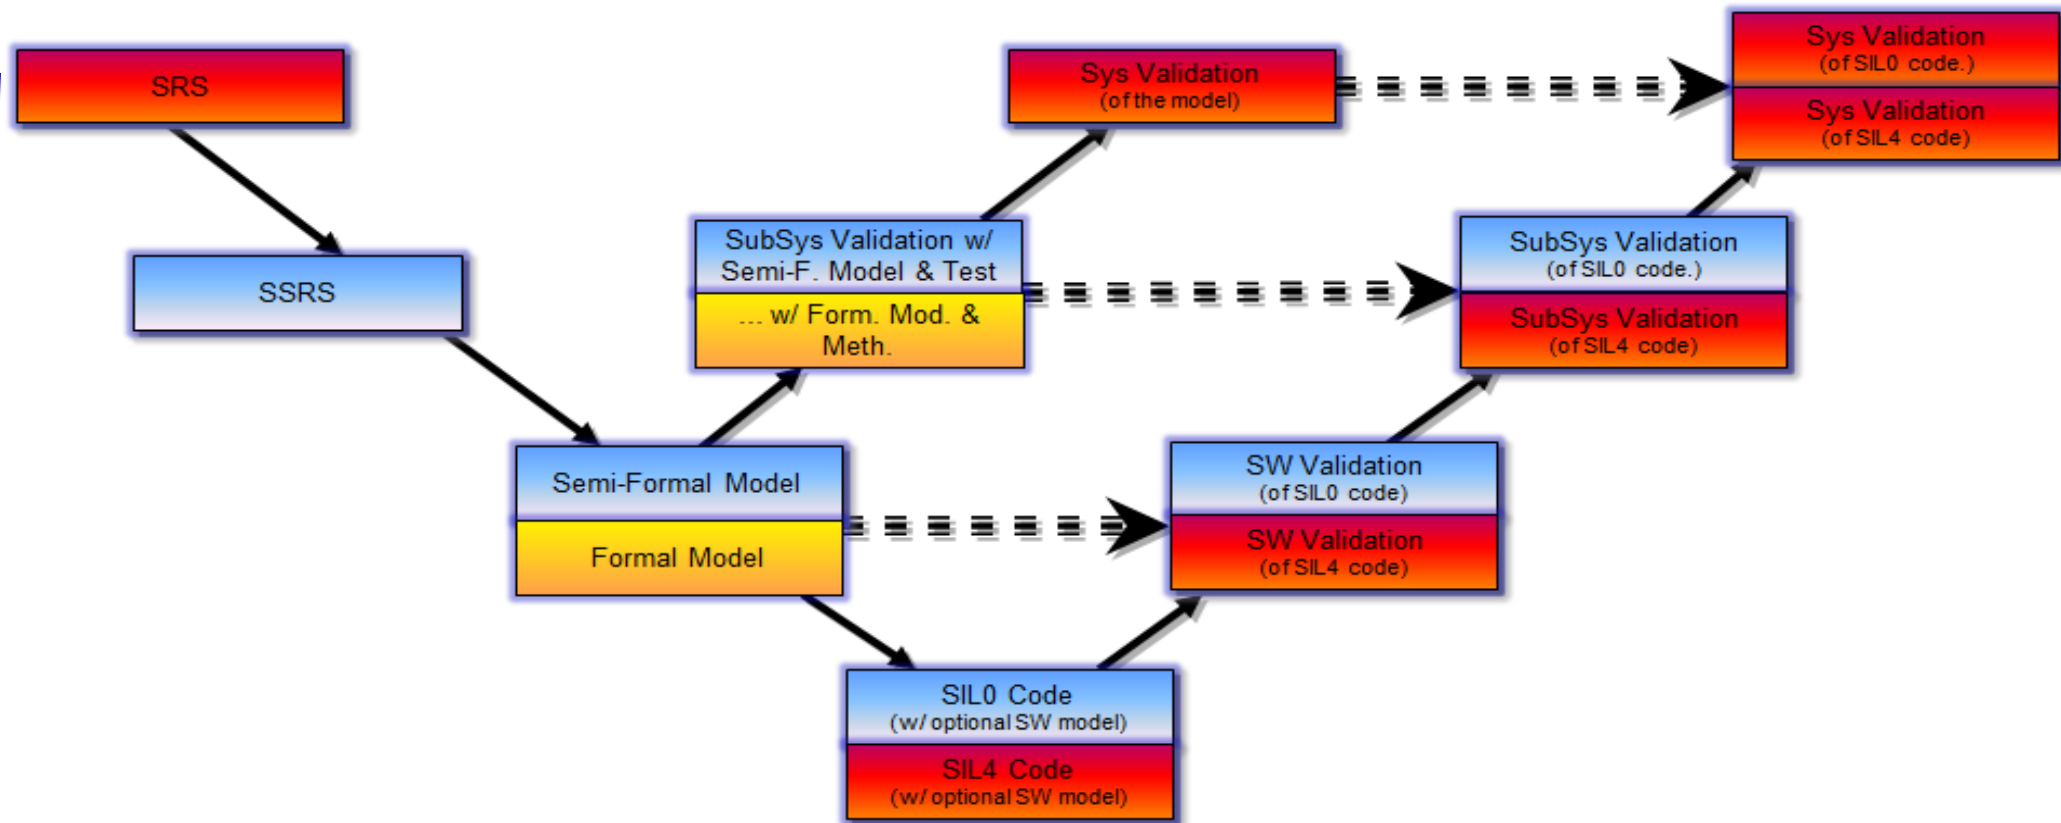 SRS
Sys Validation
(of the model)
Sys Validation
(of SIL0 code.)
Sys Validation
(of SIL4 code)
SSRS
SubSys Validation w/
Semi-F. Model & Test
... w/ Form. Mod. &
Meth.
SubSys Validation
(of SIL0 code.)
SubSys Validation
(of SIL4 code)
Semi-Formal Model
Formal Model
SW Validation
(of SIL0 code)
SW Validation
(of SIL4 code)
SIL0 Code
(w/ optional SW model)
SIL4 Code
(w/ optional SW model)